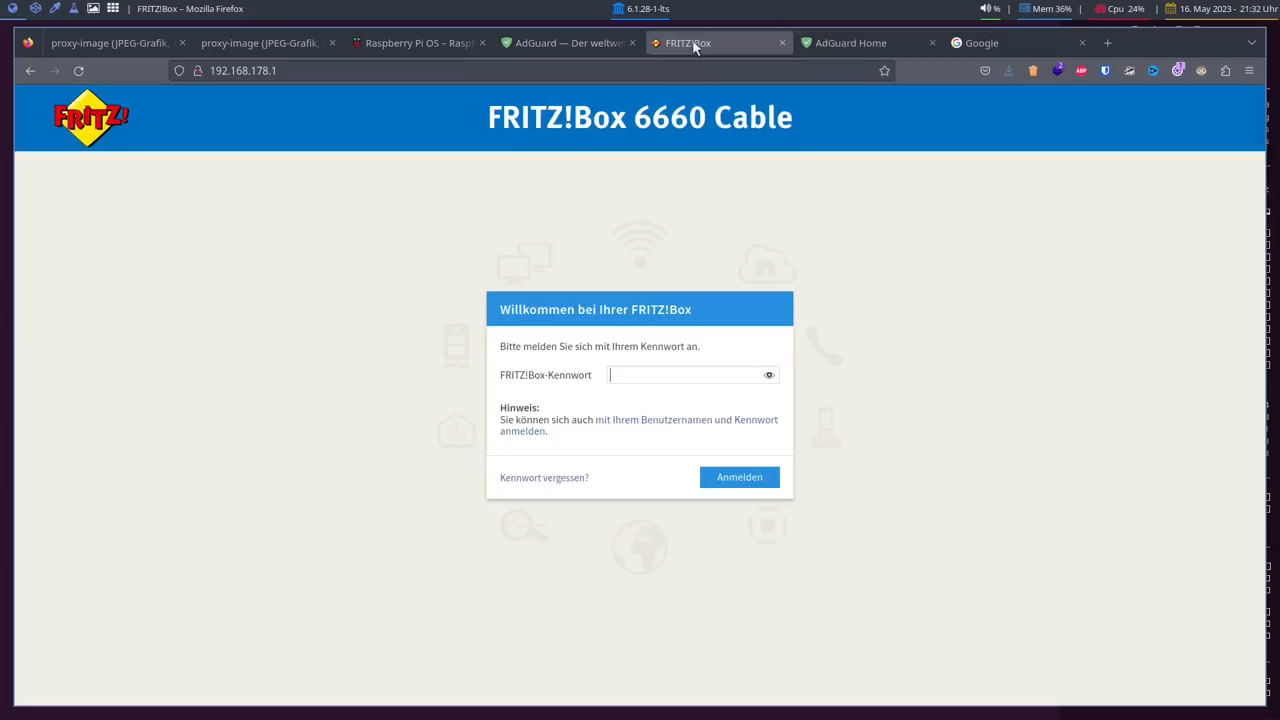 FRITZ!Box - Mozilla Firefox
6.1.28-1-lts
%
Mem 36%
Cpu 24%
16. May 2023 - 21:32 Uhr
proxy-image (JPEG-Grafik,
proxy-image (JPEG-Grafik,
Raspberry Pi OS – Rasp
AdGuard — Der weltwe
FRITZ!Box
AdGuard Home
Google
192.168.178.1
2
ABP
1
FRITZ!
FRITZ!Box 6660 Cable
Willkommen bei Ihrer FRITZ!Box
Bitte melden Sie sich mit Ihrem Kennwort an.
FRITZ!Box-Kennwort
Hinweis:
Sie können sich auch mit Ihrem Benutzernamen und Kennwort
anmelden.
Kennwort vergessen?
Anmelden